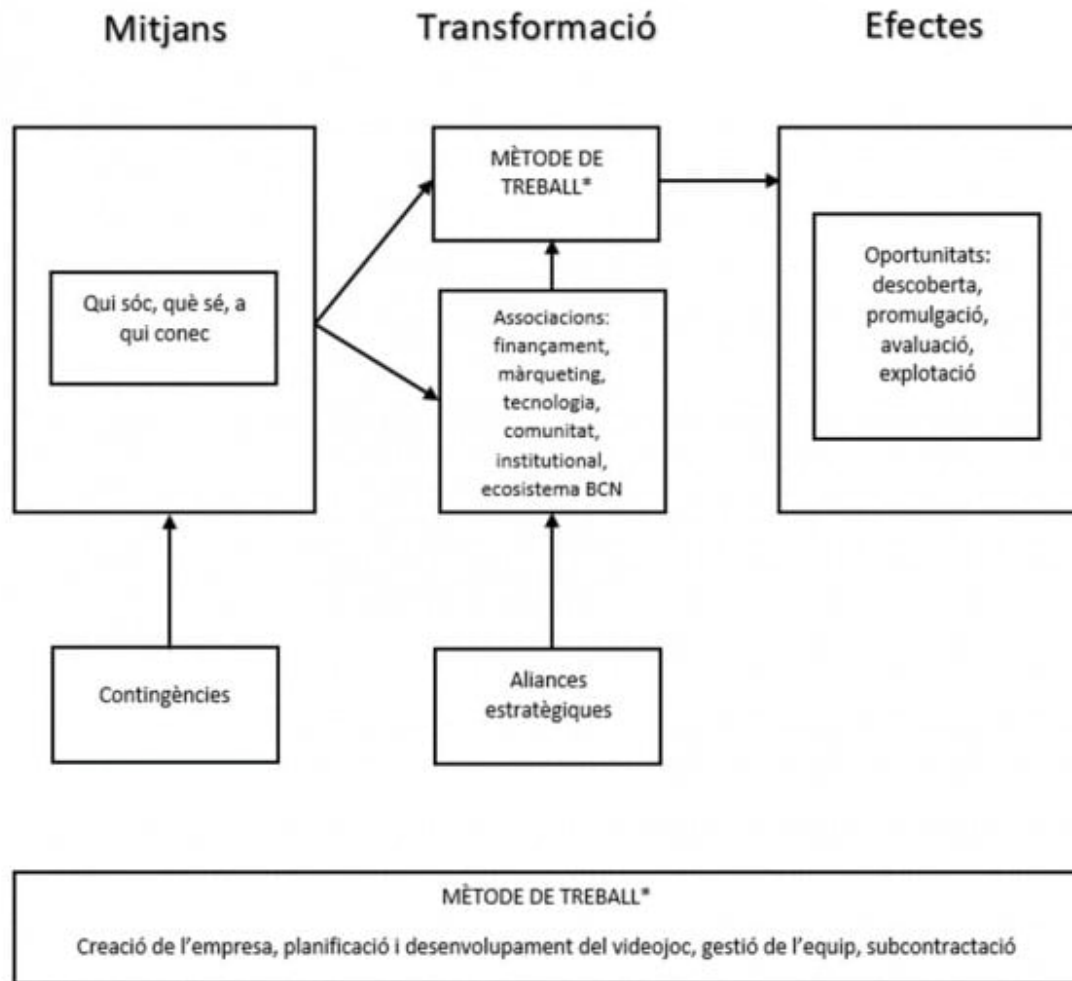 Mitjans
Transformació
Efectes
Qui sóc, què sé, a
qui conec
MÈTODE DE
TREBALL*
Associacions:
finançament,
màrqueting,
tecnologia,
comunitat,
institutional,
ecosistema BCN
Oportunitats:
descoberta,
promulgació,
avaluació,
explotació
Contingències
Aliances
estratègiques
MÈTODE DE TREBALL*
Creació de l’empresa, planificació i desenvolupament del videojoc, gestió de l’equip, subcontractació